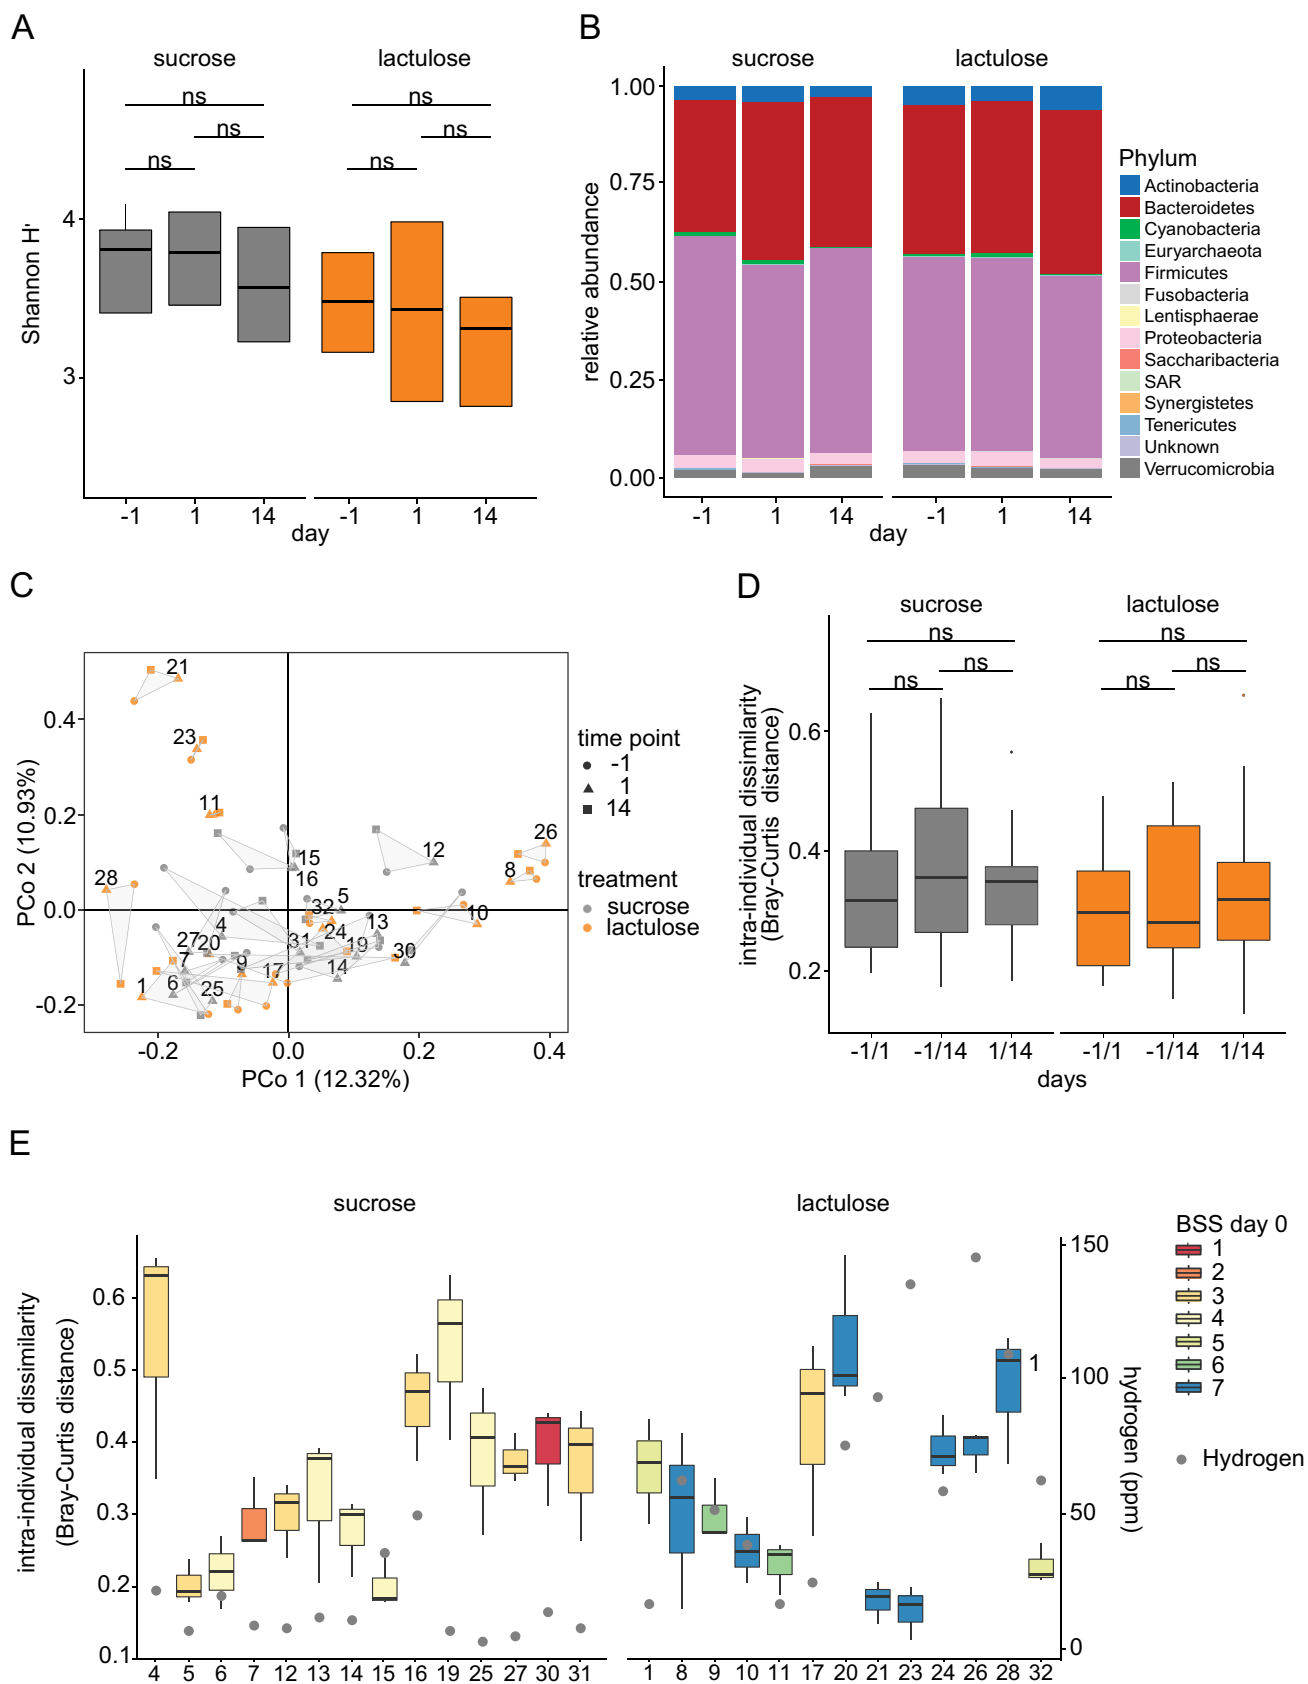 A
sucrose
lactulose
ns
ns
ns
ns
ns
ns
Shannon H'
4
3
-1
1
14
-1
1
14
day
B
sucrose
lactulose
relative abundance
1.00
0.75
0.50
0.25
0.00
-1
1
14
-1
1
14
day
Phylum
Actinobacteria
Bacteroidetes
Cyanobacteria
Euryarchaeota
Firmicutes
Fusobacteria
Lentisphaerae
Proteobacteria
Saccharibacteria
SAR
Synergistetes
Tenericutes
Unknown
Verrucomicrobia
C
PCo 2 (10.93%)
0.4
0.2
0.0
-0.2
21
23
11
15
16
12
26
8
28
5
32
10
4
24
13
27
20
31
19
30
7
9
17
14
1
6
25
-0.2
0.0
0.2
0.4
PCo 1 (12.32%)
time point
-1
1
14
treatment
sucrose
lactulose
D
sucrose
lactulose
ns
ns
ns
ns
ns
ns
intra-individual dissimilarity
(Bray-Curtis distance)
0.6
0.4
0.2
-1/1
-1/14
1/14
-1/1
-1/14
1/14
days
E
sucrose
lactulose
intra-individual dissimilarity
(Bray-Curtis distance)
0.6
0.5
0.4
0.3
0.2
0.1
4
5
6
7
12
13
14
15
16
19
25
27
30
31
1
8
9
10
11
17
20
21
23
24
26
28
32
1
150
100
50
0
hydrogen (ppm)
BSS day 0
1
2
3
4
5
6
7
Hydrogen